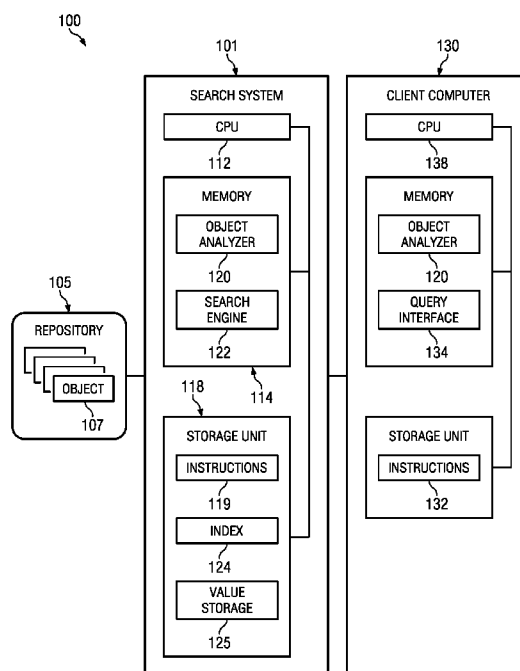 100
101
130
SEARCH SYSTEM
CPU
112
MEMORY
OBJECT
ANALYZER
120
SEARCH
ENGINE
122
114
118
STORAGE UNIT
INSTRUCTIONS
119
INDEX
124
VALUE
STORAGE
125
105
REPOSITORY
OBJECT
107
CLIENT COMPUTER
CPU
138
MEMORY
OBJECT
ANALYZER
120
QUERY
INTERFACE
134
STORAGE UNIT
INSTRUCTIONS
132